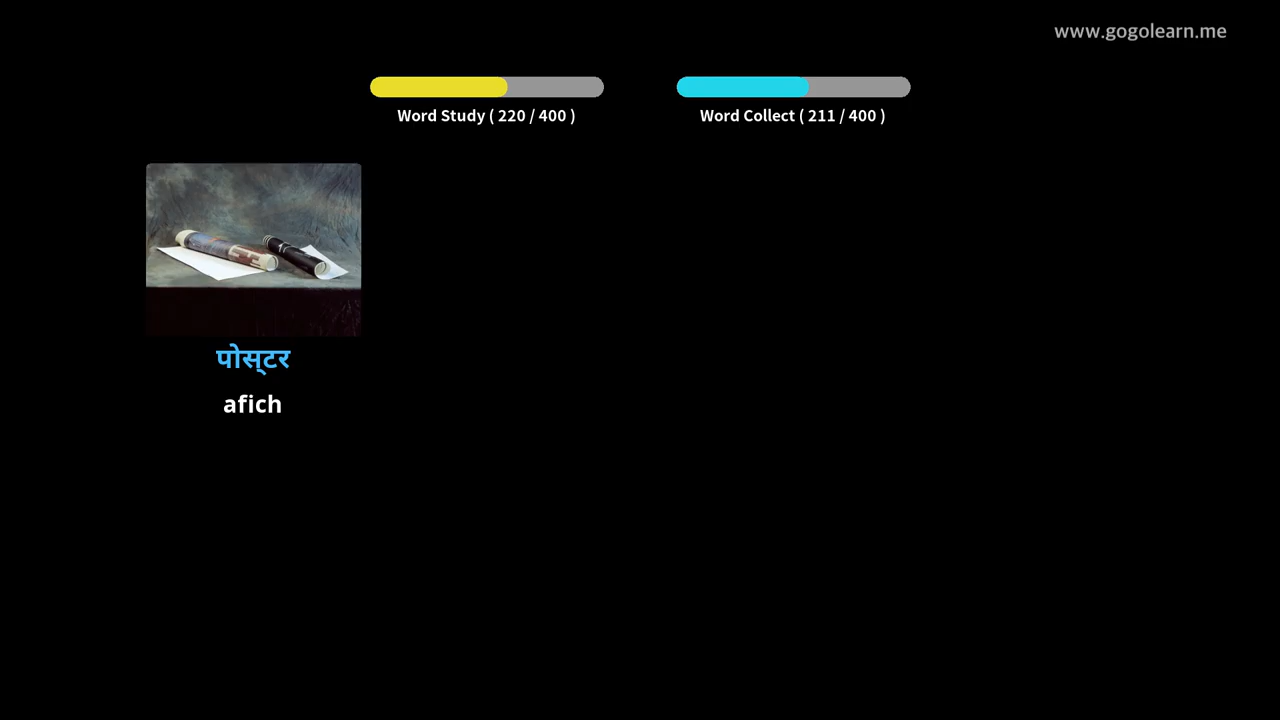 www.gogolearn.me
Word Study ( 220 / 400 )
Word Collect ( 211 / 400 )
पोस्टर
afich